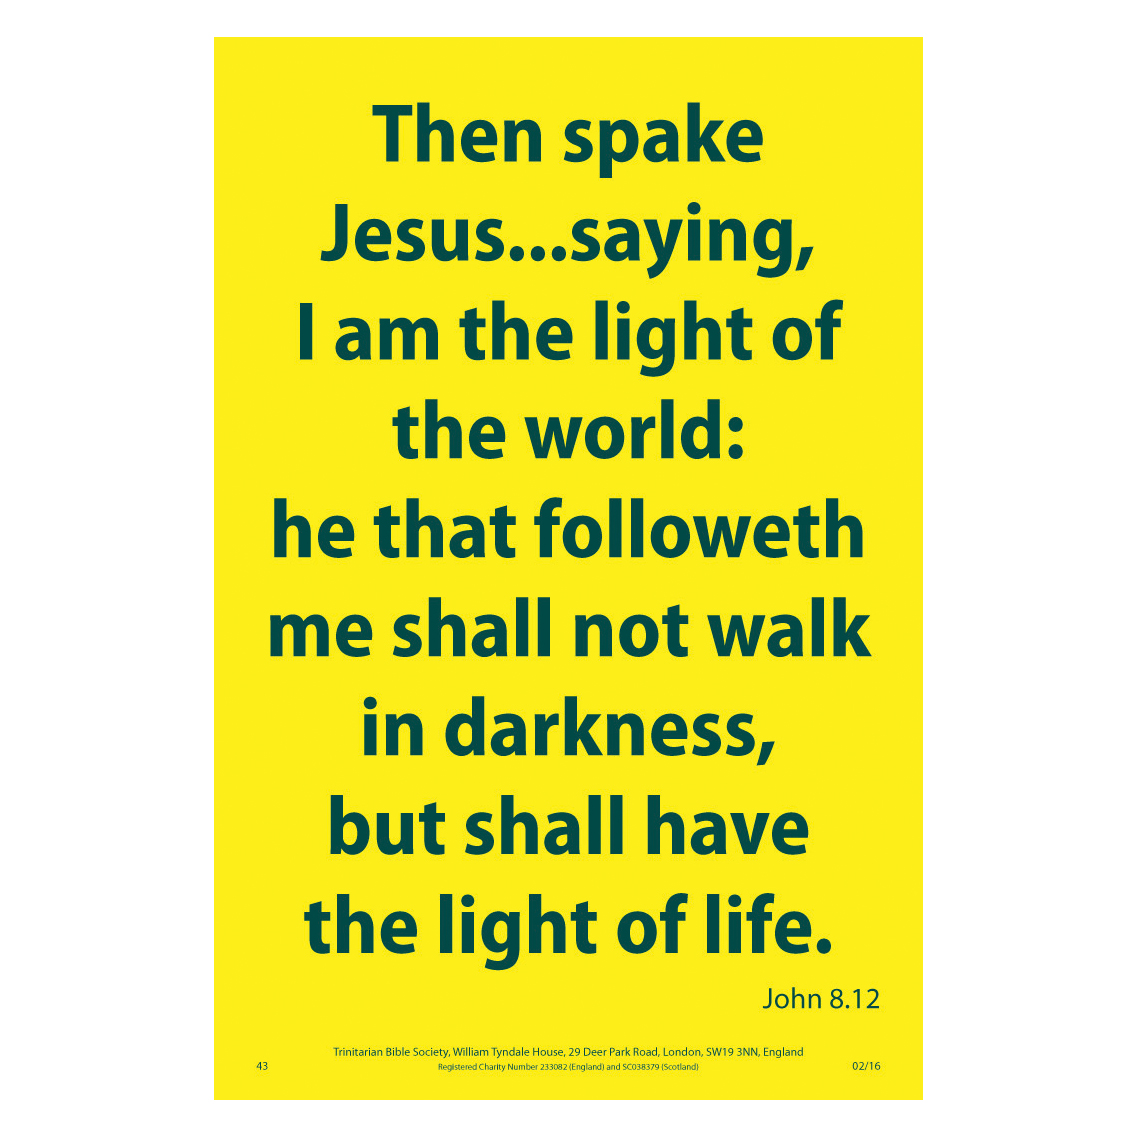 Then spake
Jesus...saying,
I am the light of
the world:
he that followeth
me shall not walk
in darkness,
but shall have
the light of life.
John 8.12
Trinitarian Bible Society, William Tyndale House, 29 Deer Park Road, London, SW19 3NN, England
43 Registered Charity Number 233082 (England) and SC038379 (Scotland) 02/16